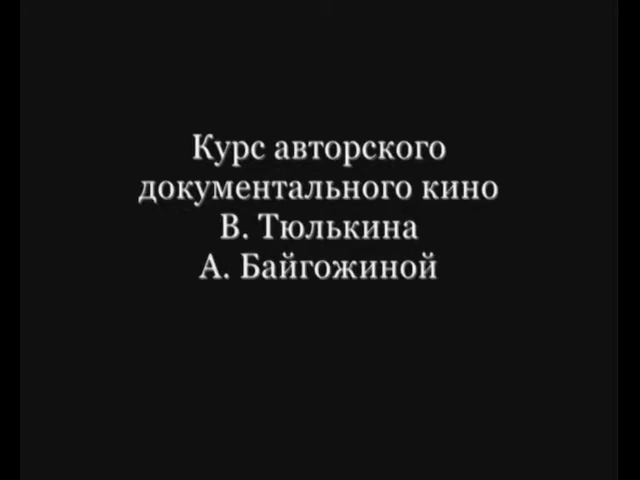 Курс авторского
документального кино
В. Тюлькина
А. Байгожиной